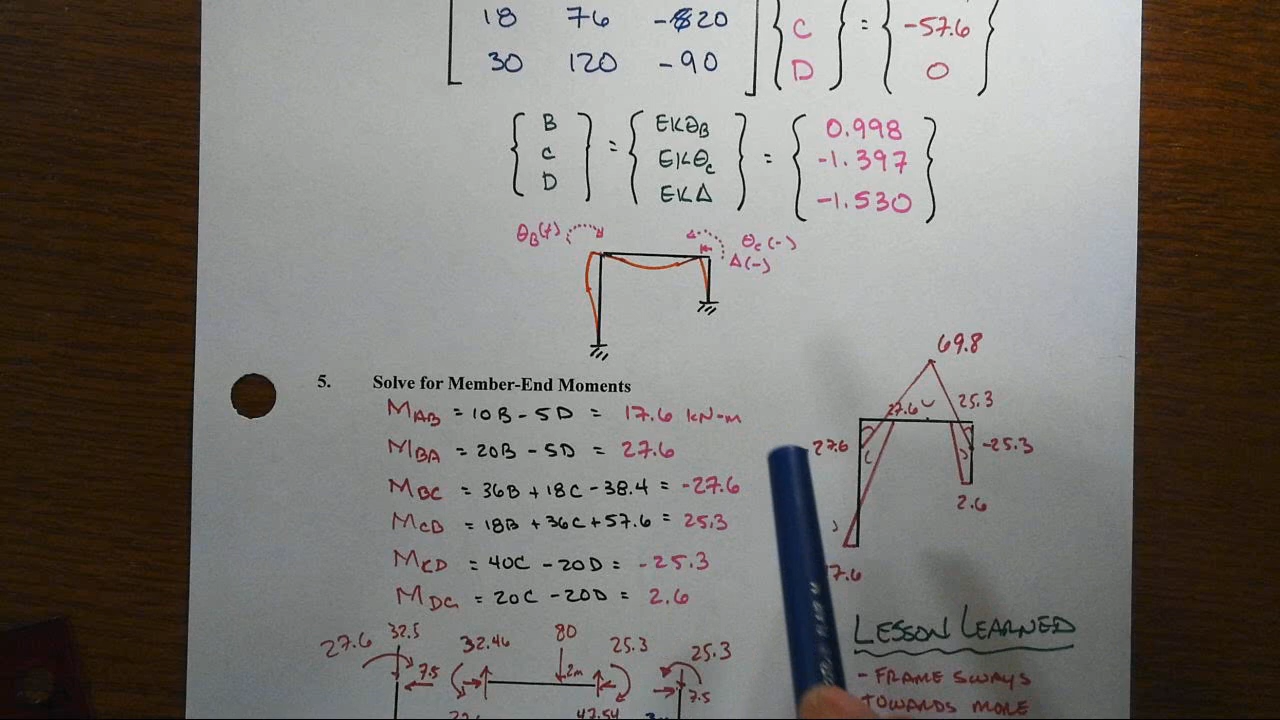 18 76 -820 C = -57.6
30 120 -90 D 0
B EKθB 0.998
C = EKθC = -1.397
D EKΔ -1.530
θB(+) θC(-)
Δ(-)
69.8
27.6 25.3
27.6 -25.3
2.6
7.6
5. Solve for Member-End Moments
MAB = 10B - 5D = 17.6 kN-m
MBA = 20B - 5D = 27.6
MBC = 36B + 18C - 38.4 = -27.6
MCB = 18B + 36C + 57.6 = 25.3
MCD = 40C - 20D = -25.3
MDC = 20C - 20D = 2.6
27.6 32.5 32.46 80 25.3 25.3
7.5 2m 7.5
47.54
LESSON LEARNED
- FRAME SWAYS
TOWARDS MORE